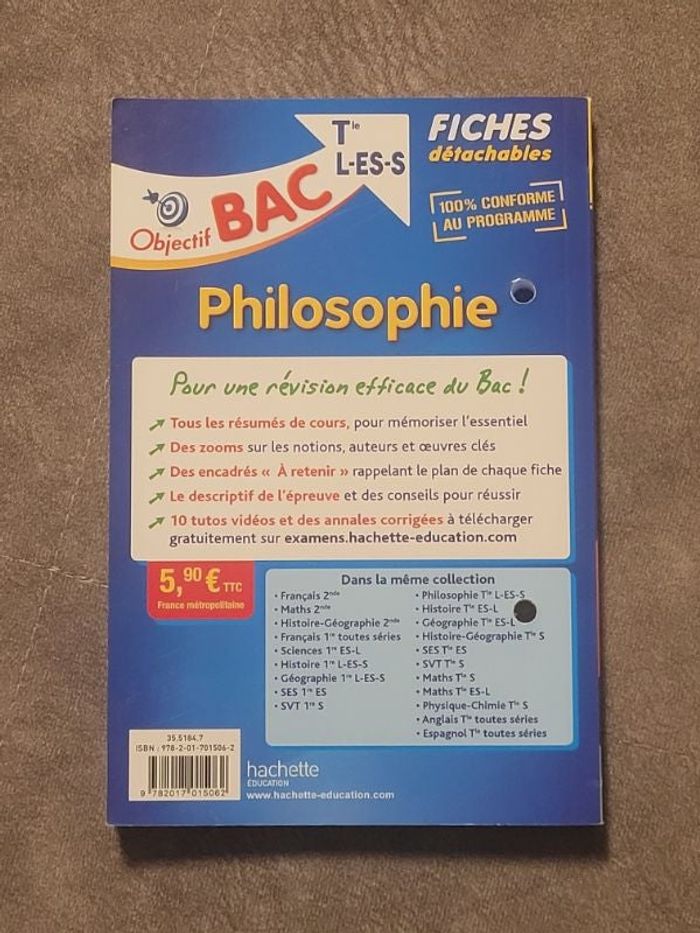 Tle
L-ES-S
FICHES
détachables
Objectif BAC
100% CONFORME
AU PROGRAMME
Philosophie
Pour une révision efficace du Bac !
Tous les résumés de cours, pour mémoriser l'essentiel
Des zooms sur les notions, auteurs et œuvres clés
Des encadrés « À retenir » rappelant le plan de chaque fiche
Le descriptif de l'épreuve et des conseils pour réussir
10 tutos vidéos et des annales corrigées à télécharger
gratuitement sur examens.hachette-education.com
5,90 € TTC
France métropolitaine
Dans la même collection
• Français 2nde
• Maths 2nde
• Histoire-Géographie 2nde
• Français 1re toutes séries
• Sciences 1re ES-L
• Histoire 1re L-ES-S
• Géographie 1re L-ES-S
• SES 1re ES
• SVT 1re S
• Philosophie Tle L-ES-S
• Histoire Tle ES-L
• Géographie Tle ES-L
• Histoire-Géographie Tle S
• SES Tle ES
• SVT Tle S
• Maths Tle S
• Maths Tle ES-L
• Physique-Chimie Tle S
• Anglais Tle toutes séries
• Espagnol Tle toutes séries
35.5184.7
ISBN : 978-2-01-701506-2
9 782017 015062
hachette
ÉDUCATION
www.hachette-education.com